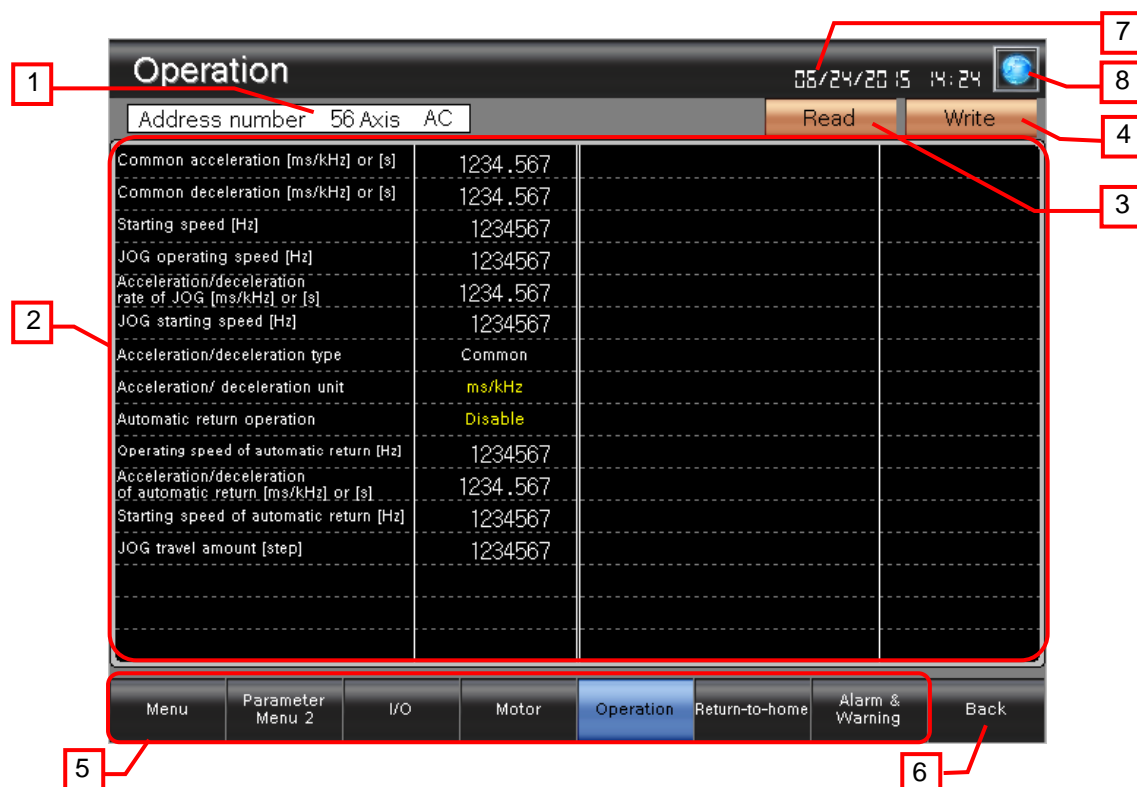 7
Operation
06/24/2015 14:24
1
8
Address number 56 Axis AC
Read
Write
4
Common acceleration [ms/kHz] or [s] 1234.567
Common deceleration [ms/kHz] or [s] 1234.567
3
Starting speed [Hz] 1234567
JOG operating speed [Hz] 1234567
Acceleration/deceleration
rate of JOG [ms/kHz] or [s] 1234.567
2
JOG starting speed [Hz] 1234567
Acceleration/deceleration type Common
Acceleration/ deceleration unit ms/kHz
Automatic return operation Disable
Operating speed of automatic return [Hz] 1234567
Acceleration/deceleration
of automatic return [ms/kHz] or [s] 1234.567
Starting speed of automatic return [Hz] 1234567
JOG travel amount [step] 1234567
Menu
Parameter
Menu 2
I/O
Motor
Operation
Return-to-home
Alarm &
Warning
Back
5
6